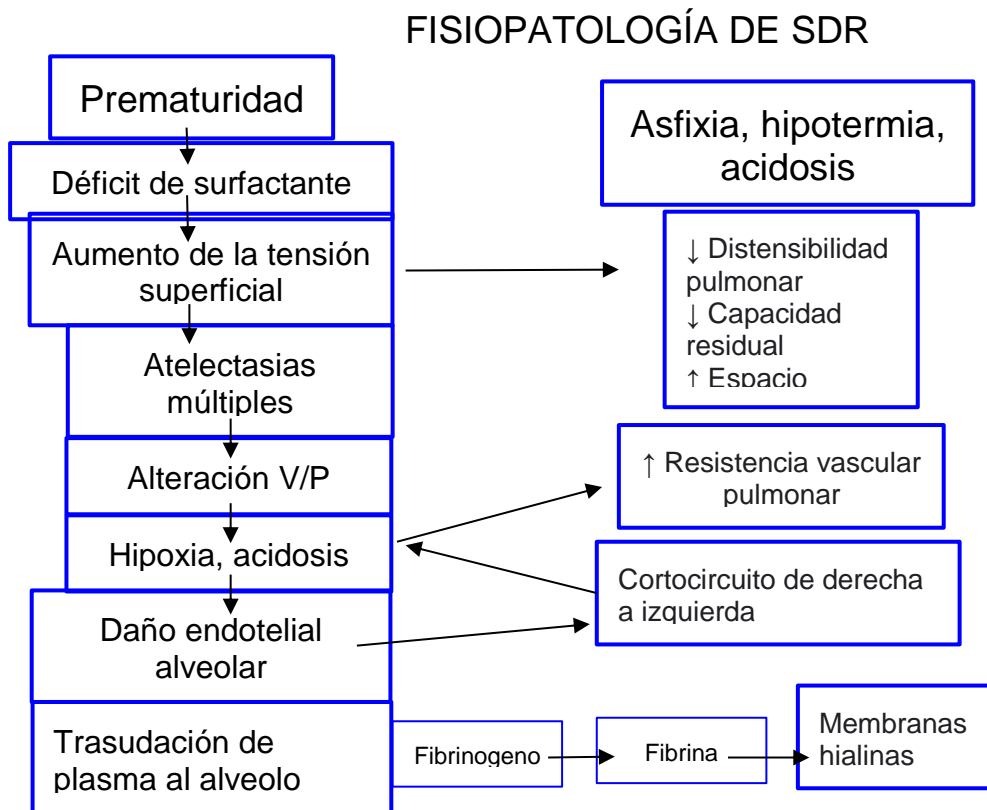 FISIOPATOLOGÍA DE SDR
Prematuridad
Déficit de surfactante
Aumento de la tensión
superficial
Atelectasias
múltiples
Alteración V/P
Hipoxia, acidosis
Daño endotelial
alveolar
Trasudación de
plasma al alveolo
Fibrinogeno
Fibrina
Membranas
hialinas
Asfixia, hipotermia,
acidosis
↓ Distensibilidad
pulmonar
↓ Capacidad
residual
↑ Espacio
↑ Resistencia vascular
pulmonar
Cortocircuito de derecha
a izquierda